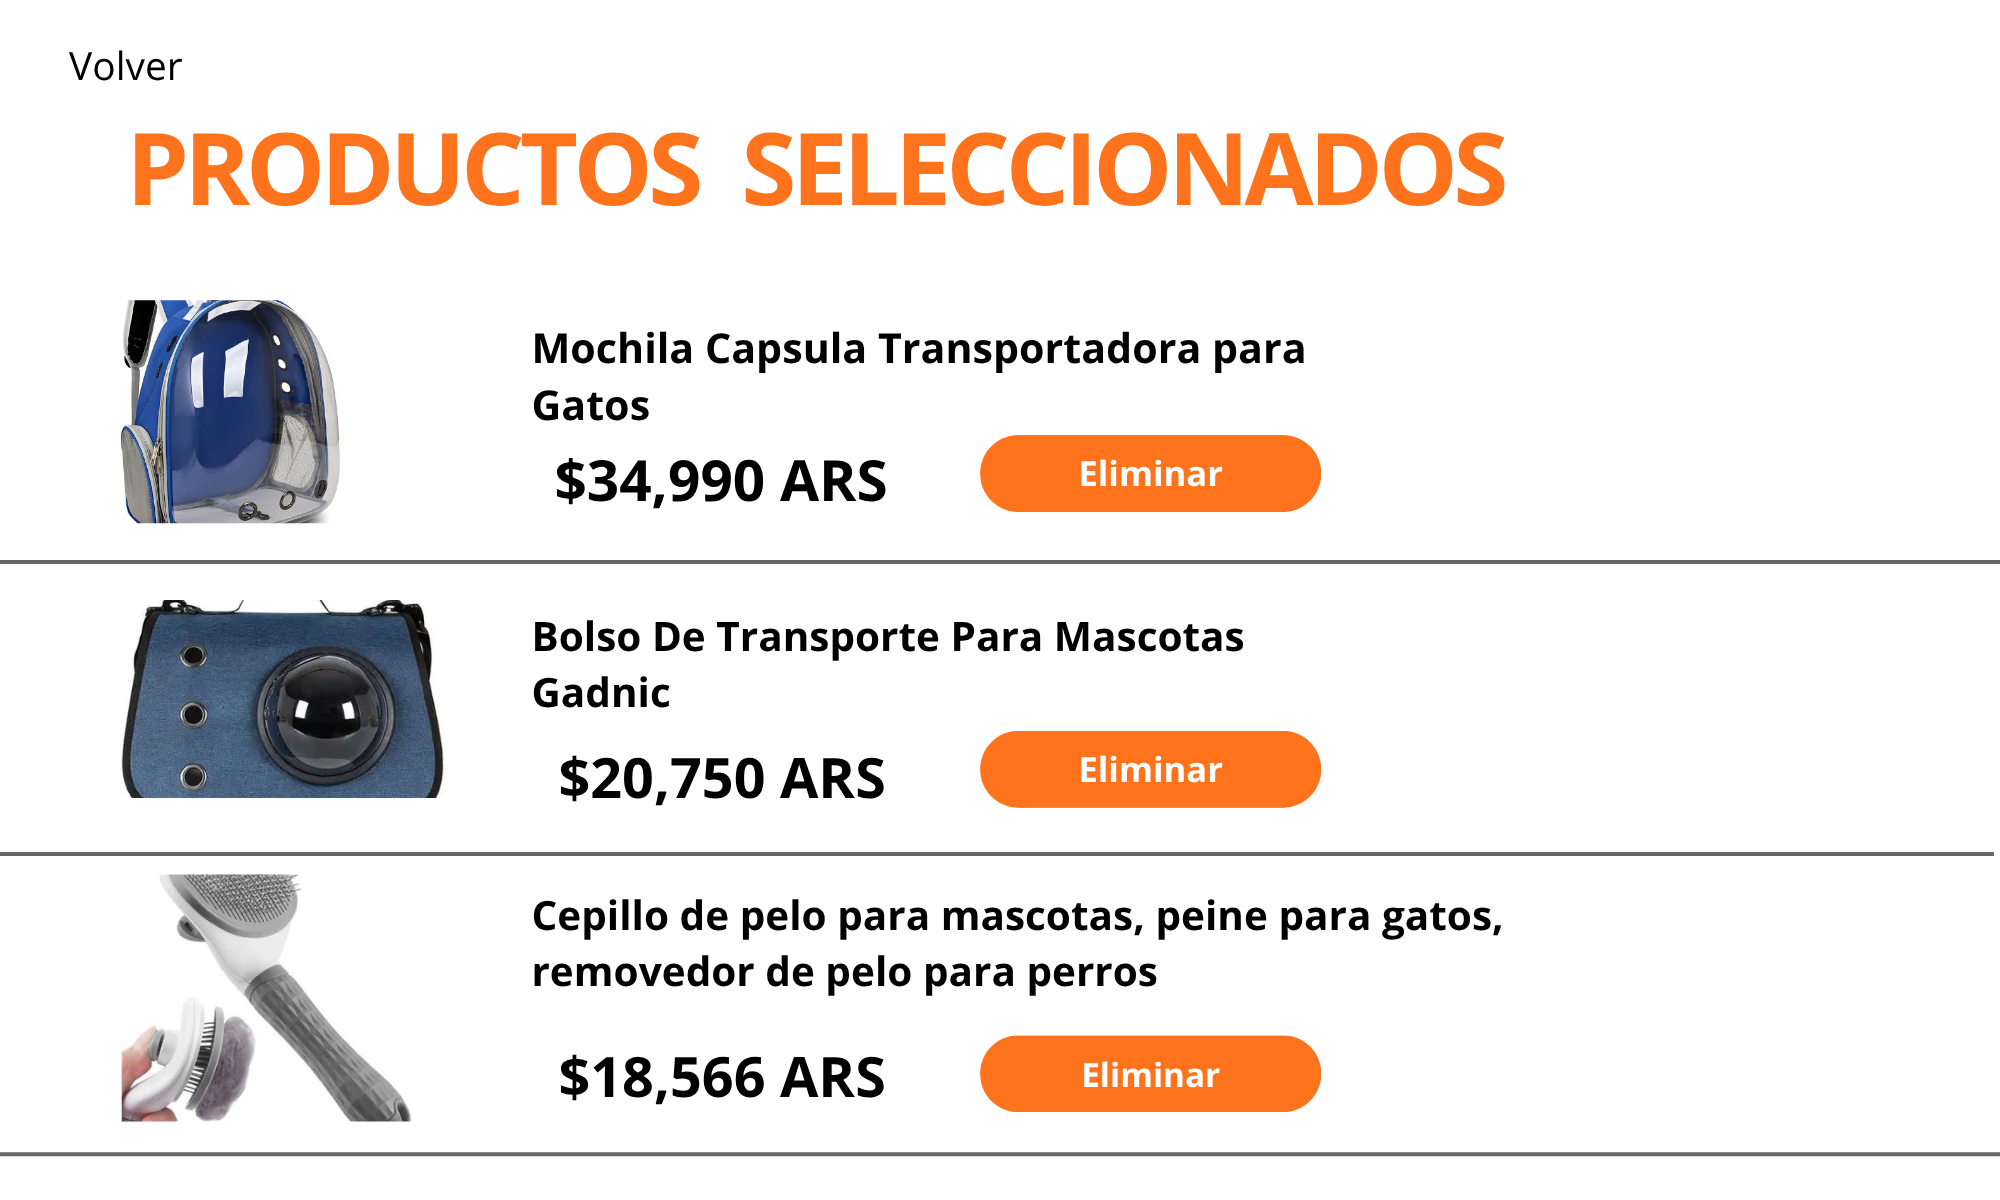 Volver
PRODUCTOS SELECCIONADOS
Mochila Capsula Transportadora para
Gatos
$34,990 ARS
Eliminar
Bolso De Transporte Para Mascotas
Gadnic
$20,750 ARS
Eliminar
Cepillo de pelo para mascotas, peine para gatos,
removedor de pelo para perros
$18,566 ARS
Eliminar